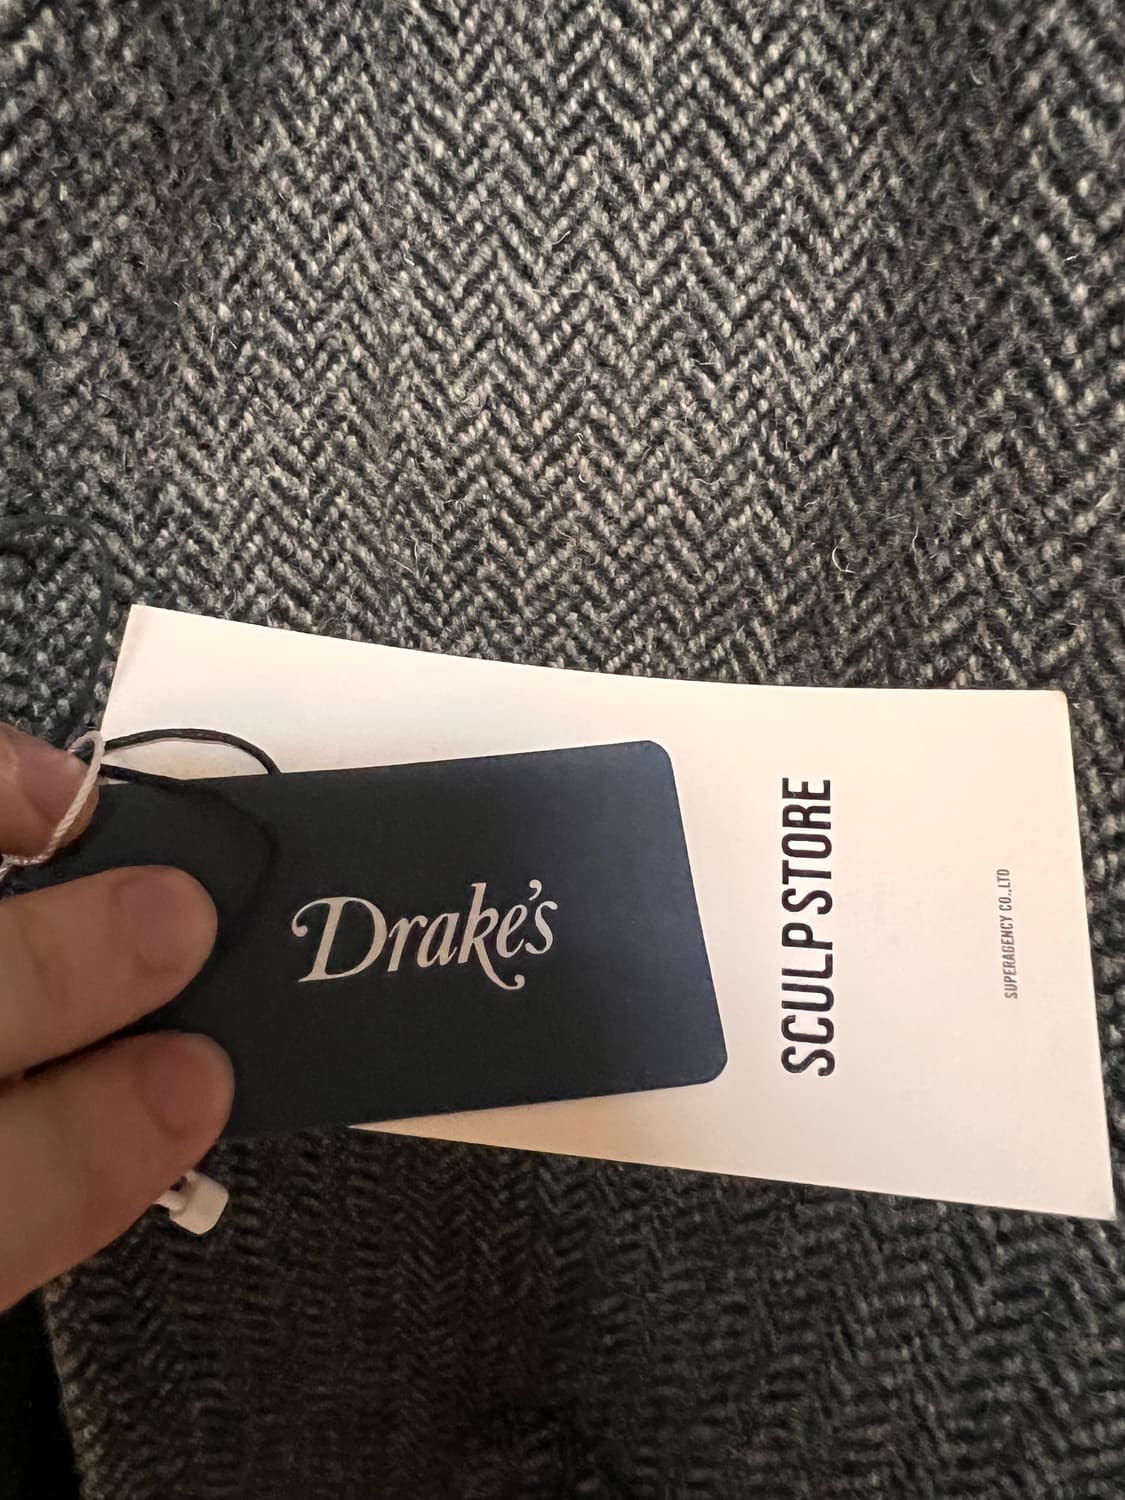 Drake's
SCULP STORE
SUPERAGENCY CO.,LTD